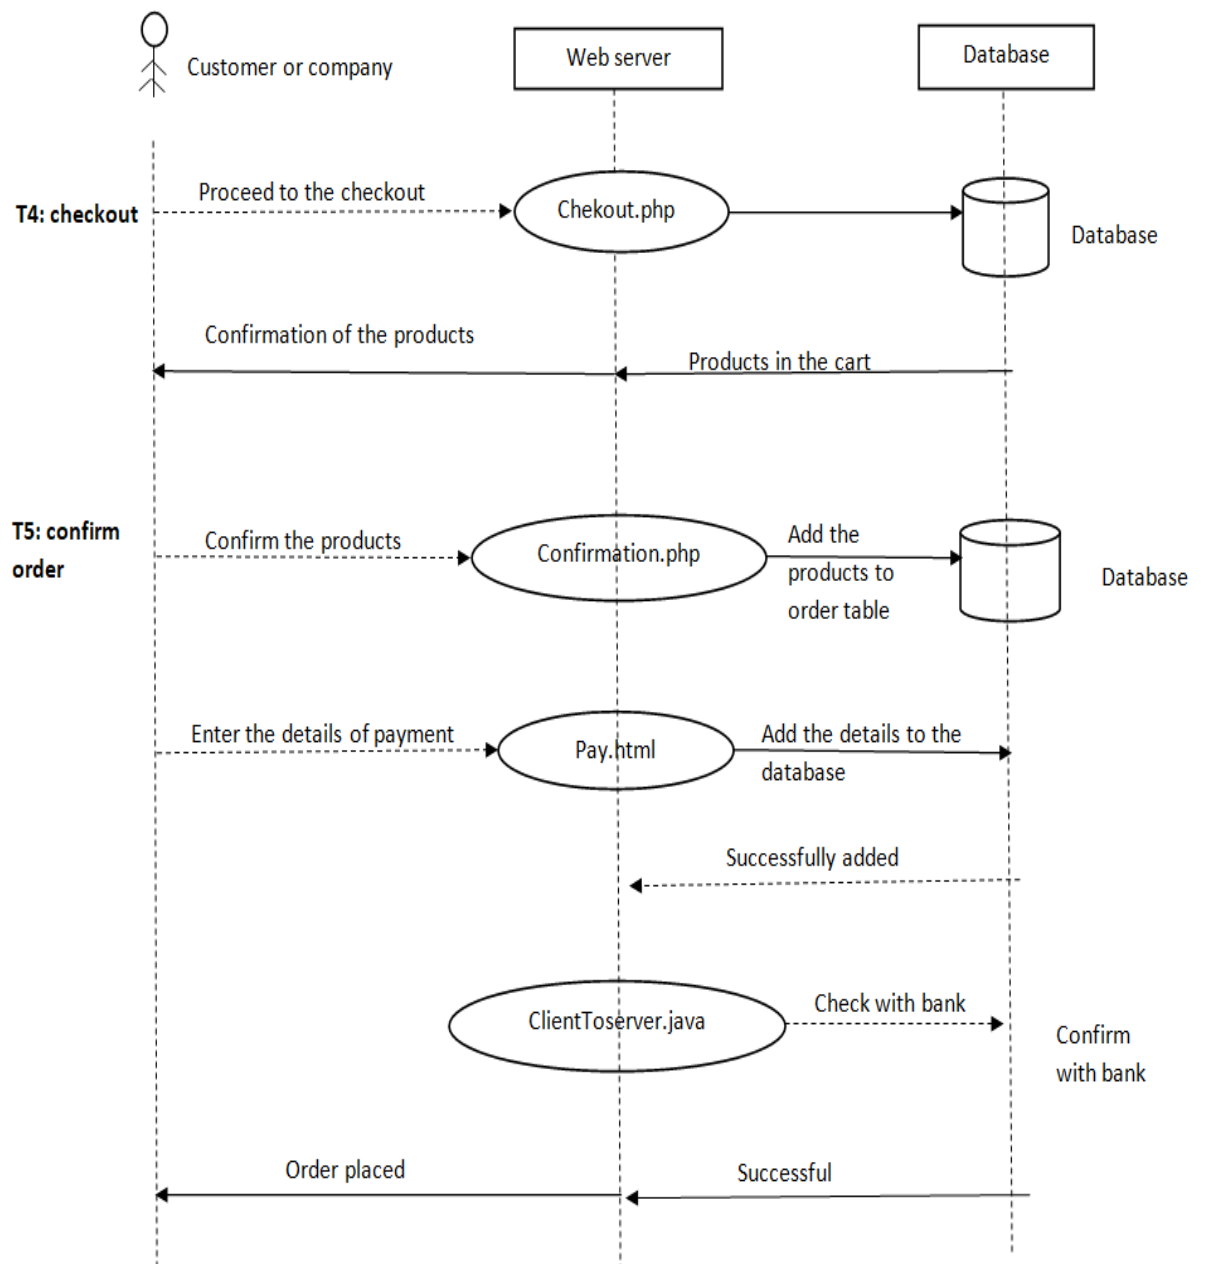 Customer or company
Web server
Database
T4: checkout
Proceed to the checkout
Chekout.php
Database
Confirmation of the products
Products in the cart
T5: confirm
order
Confirm the products
Confirmation.php
Add the
products to
order table
Database
Enter the details of payment
Pay.html
Add the details to the
database
Successfully added
ClientToserver.java
Check with bank
Confirm
with bank
Order placed
Successful